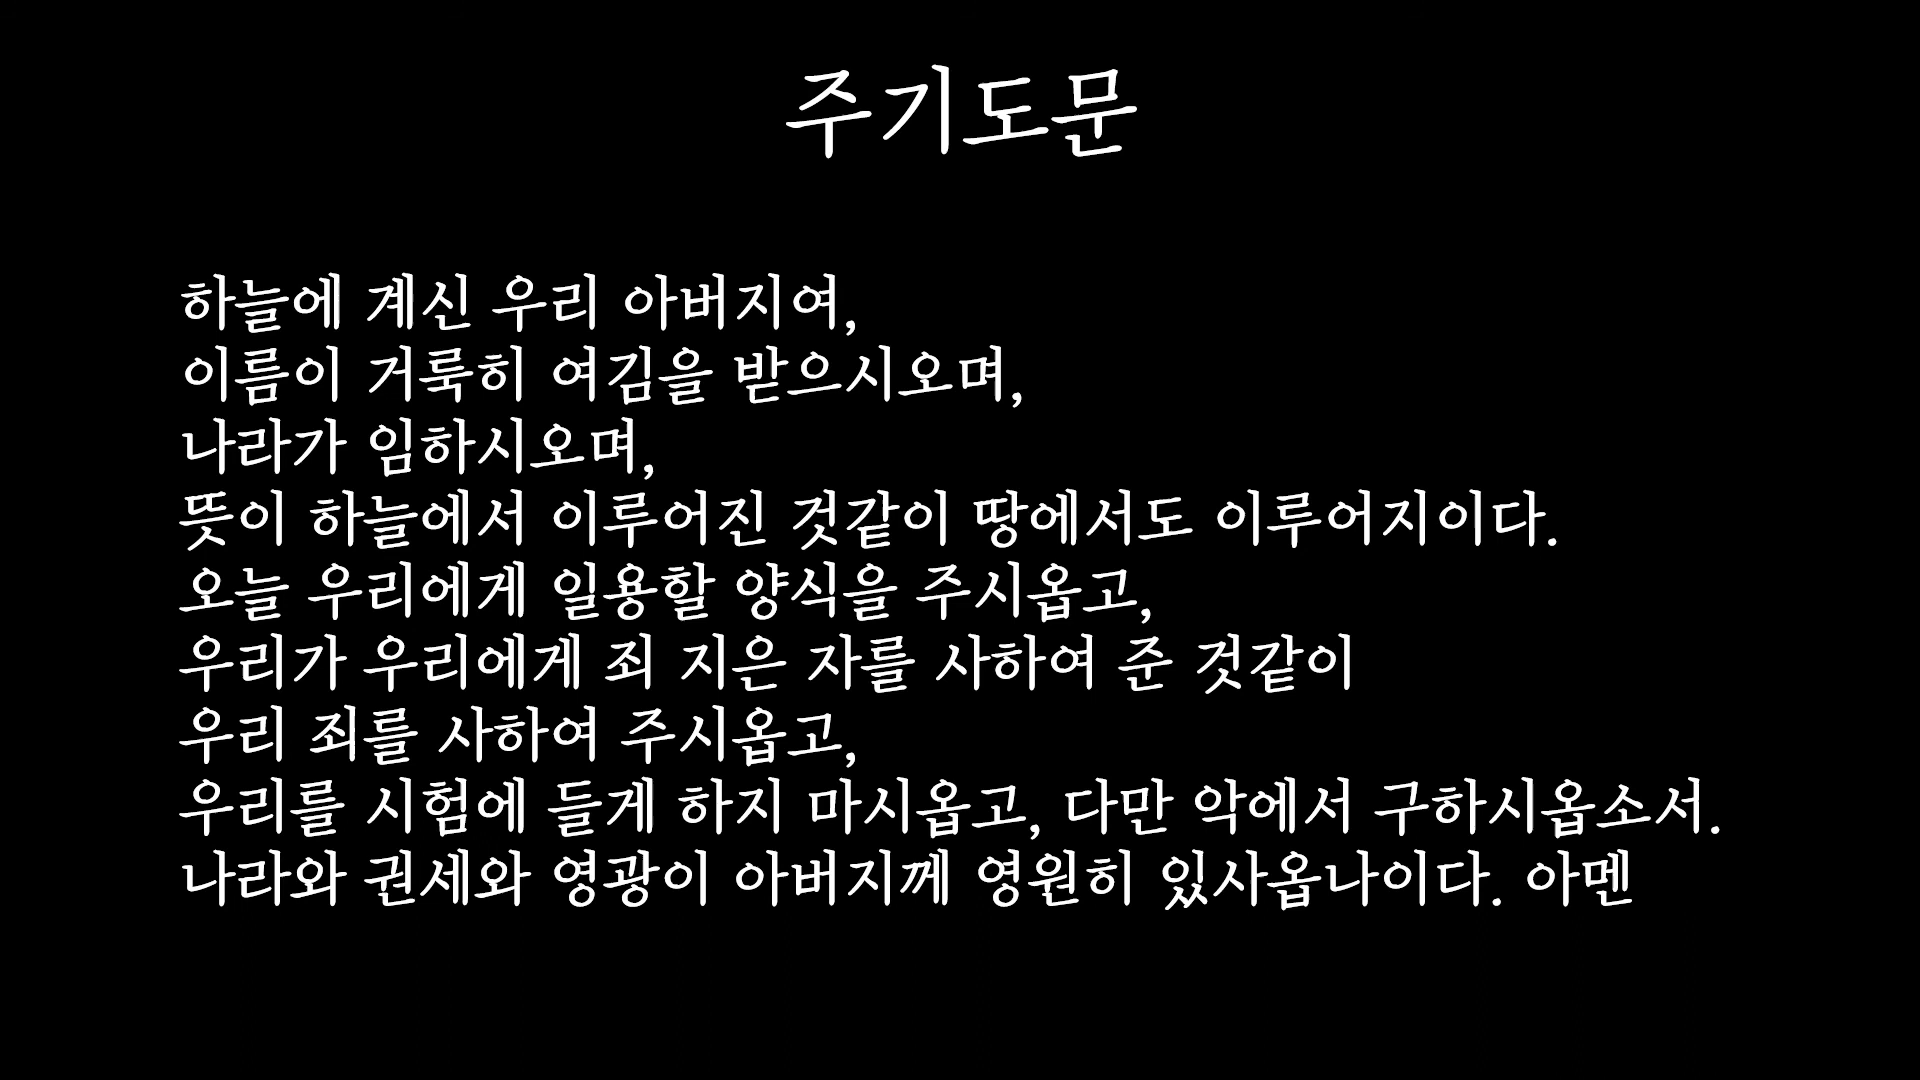 주기도문
하늘에 계신 우리 아버지여,
이름이 거룩히 여김을 받으시오며,
나라가 임하시오며,
뜻이 하늘에서 이루어진 것같이 땅에서도 이루어지이다.
오늘 우리에게 일용할 양식을 주시옵고,
우리가 우리에게 죄 지은 자를 사하여 준 것같이
우리 죄를 사하여 주시옵고,
우리를 시험에 들게 하지 마시옵고, 다만 악에서 구하시옵소서.
나라와 권세와 영광이 아버지께 영원히 있사옵나이다. 아멘